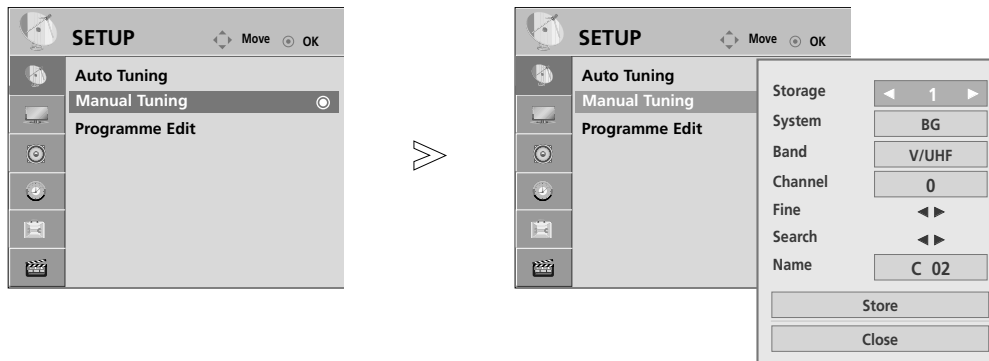 SETUP Move OK
Auto Tuning
Manual Tuning
Programme Edit
SETUP Move OK
Auto Tuning
Manual Tuning
Programme Edit
Storage 1
System BG
Band V/UHF
Channel 0
Fine
Search
Name C 02
Store
Close